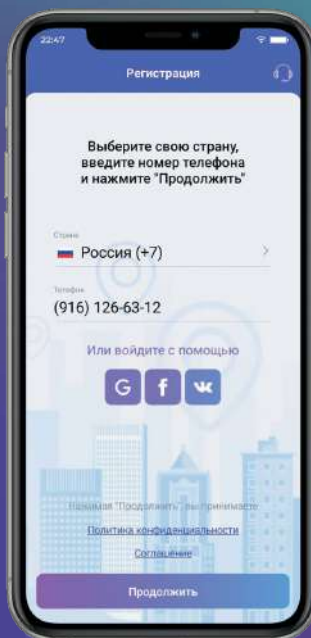 22:47
Регистрация
Выберите свою страну,
введите номер телефона
и нажмите "Продолжить"
Страна
Россия (+7)
Телефон
(916) 126-63-12
Или войдите с помощью
G f
Нажимая "Продолжить", вы принимаете
Политика конфиденциальности
Соглашение
Продолжить